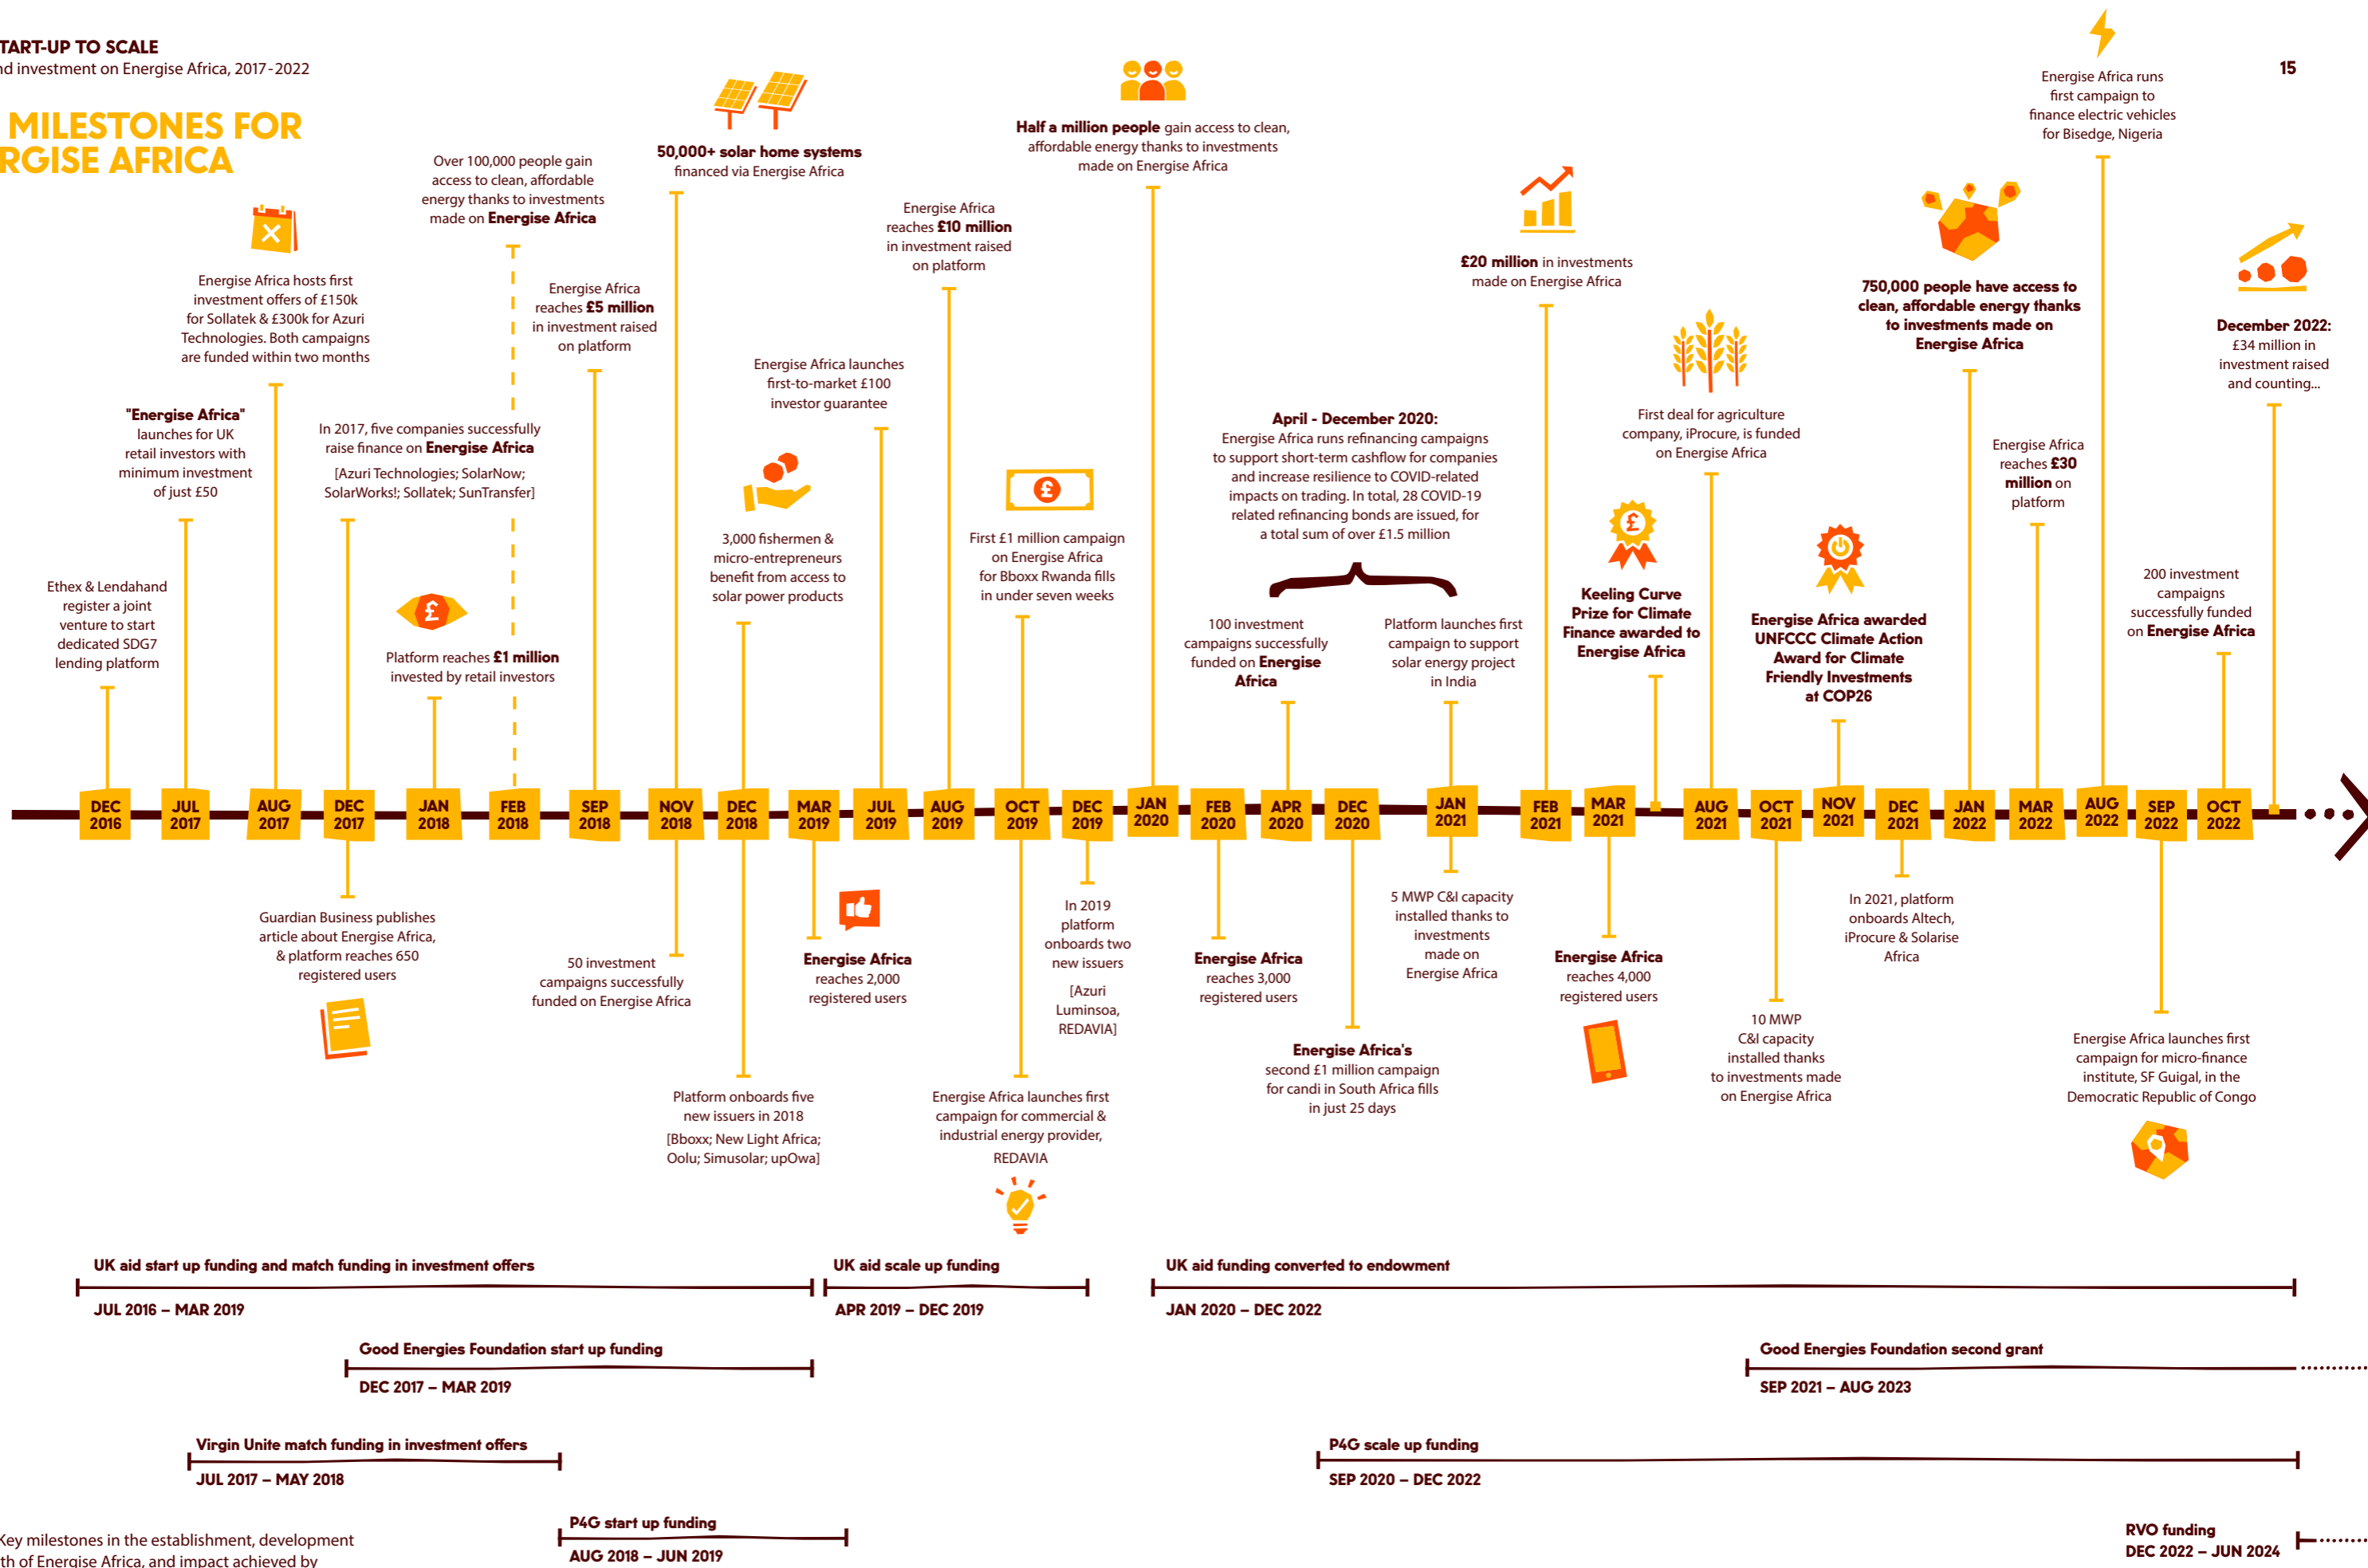 TART-UP TO SCALE
nd investment on Energise Africa, 2017-2022
15
MILESTONES FOR
RGISE AFRICA
Ethex & Lendahand
register a joint
venture to start
dedicated SDG7
lending platform
"Energise Africa"
launches for UK
retail investors with
minimum investment
of just £50
Energise Africa hosts first
investment offers of £150k
for Sollatek & £300k for Azuri
Technologies. Both campaigns
are funded within two months
In 2017, five companies successfully
raise finance on Energise Africa
[Azuri Technologies; SolarNow;
SolarWorks!; Sollatek; SunTransfer]
£
Platform reaches £1 million
invested by retail investors
Over 100,000 people gain
access to clean, affordable
energy thanks to investments
made on Energise Africa
Energise Africa
reaches £5 million
in investment raised
on platform
50,000+ solar home systems
financed via Energise Africa
3,000 fishermen &
micro-entrepreneurs
benefit from access to
solar power products
Energise Africa launches
first-to-market £100
investor guarantee
Energise Africa
reaches £10 million
in investment raised
on platform
£
First £1 million campaign
on Energise Africa
for Bboxx Rwanda fills
in under seven weeks
Half a million people gain access to clean,
affordable energy thanks to investments
made on Energise Africa
April - December 2020:
Energise Africa runs refinancing campaigns
to support short-term cashflow for companies
and increase resilience to COVID-related
impacts on trading. In total, 28 COVID-19
related refinancing bonds are issued, for
a total sum of over £1.5 million
100 investment
campaigns successfully
funded on Energise
Africa
Platform launches first
campaign to support
solar energy project
in India
£20 million in investments
made on Energise Africa
£
Keeling Curve
Prize for Climate
Finance awarded to
Energise Africa
First deal for agriculture
company, iProcure, is funded
on Energise Africa
Energise Africa awarded
UNFCCC Climate Action
Award for Climate
Friendly Investments
at COP26
750,000 people have access to
clean, affordable energy thanks
to investments made on
Energise Africa
Energise Africa
reaches £30
million on
platform
Energise Africa runs
first campaign to
finance electric vehicles
for Bisedge, Nigeria
200 investment
campaigns
successfully funded
on Energise Africa
December 2022:
£34 million in
investment raised
and counting...
DEC
2016
JUL
2017
AUG
2017
DEC
2017
JAN
2018
FEB
2018
SEP
2018
NOV
2018
DEC
2018
MAR
2019
JUL
2019
AUG
2019
OCT
2019
DEC
2019
JAN
2020
FEB
2020
APR
2020
DEC
2020
JAN
2021
FEB
2021
MAR
2021
AUG
2021
OCT
2021
NOV
2021
DEC
2021
JAN
2022
MAR
2022
AUG
2022
SEP
2022
OCT
2022
Guardian Business publishes
article about Energise Africa,
& platform reaches 650
registered users
50 investment
campaigns successfully
funded on Energise Africa
Platform onboards five
new issuers in 2018
[Bboxx; New Light Africa;
Oolu; Simusolar; upOwa]
Energise Africa
reaches 2,000
registered users
Energise Africa launches first
campaign for commercial &
industrial energy provider,
REDAVIA
In 2019
platform
onboards two
new issuers
[Azuri
Luminsoa,
REDAVIA]
Energise Africa
reaches 3,000
registered users
Energise Africa's
second £1 million campaign
for candi in South Africa fills
in just 25 days
5 MWP C&I capacity
installed thanks to
investments
made on
Energise Africa
Energise Africa
reaches 4,000
registered users
10 MWP
C&I capacity
installed thanks
to investments made
on Energise Africa
In 2021, platform
onboards Altech,
iProcure & Solarise
Africa
Energise Africa launches first
campaign for micro-finance
institute, SF Guigal, in the
Democratic Republic of Congo
UK aid start up funding and match funding in investment offers
JUL 2016 – MAR 2019
UK aid scale up funding
APR 2019 – DEC 2019
UK aid funding converted to endowment
JAN 2020 – DEC 2022
Good Energies Foundation start up funding
DEC 2017 – MAR 2019
Good Energies Foundation second grant
SEP 2021 – AUG 2023
Virgin Unite match funding in investment offers
JUL 2017 – MAY 2018
P4G scale up funding
SEP 2020 – DEC 2022
P4G start up funding
AUG 2018 – JUN 2019
RVO funding
DEC 2022 – JUN 2024
Key milestones in the establishment, development
th of Energise Africa, and impact achieved by